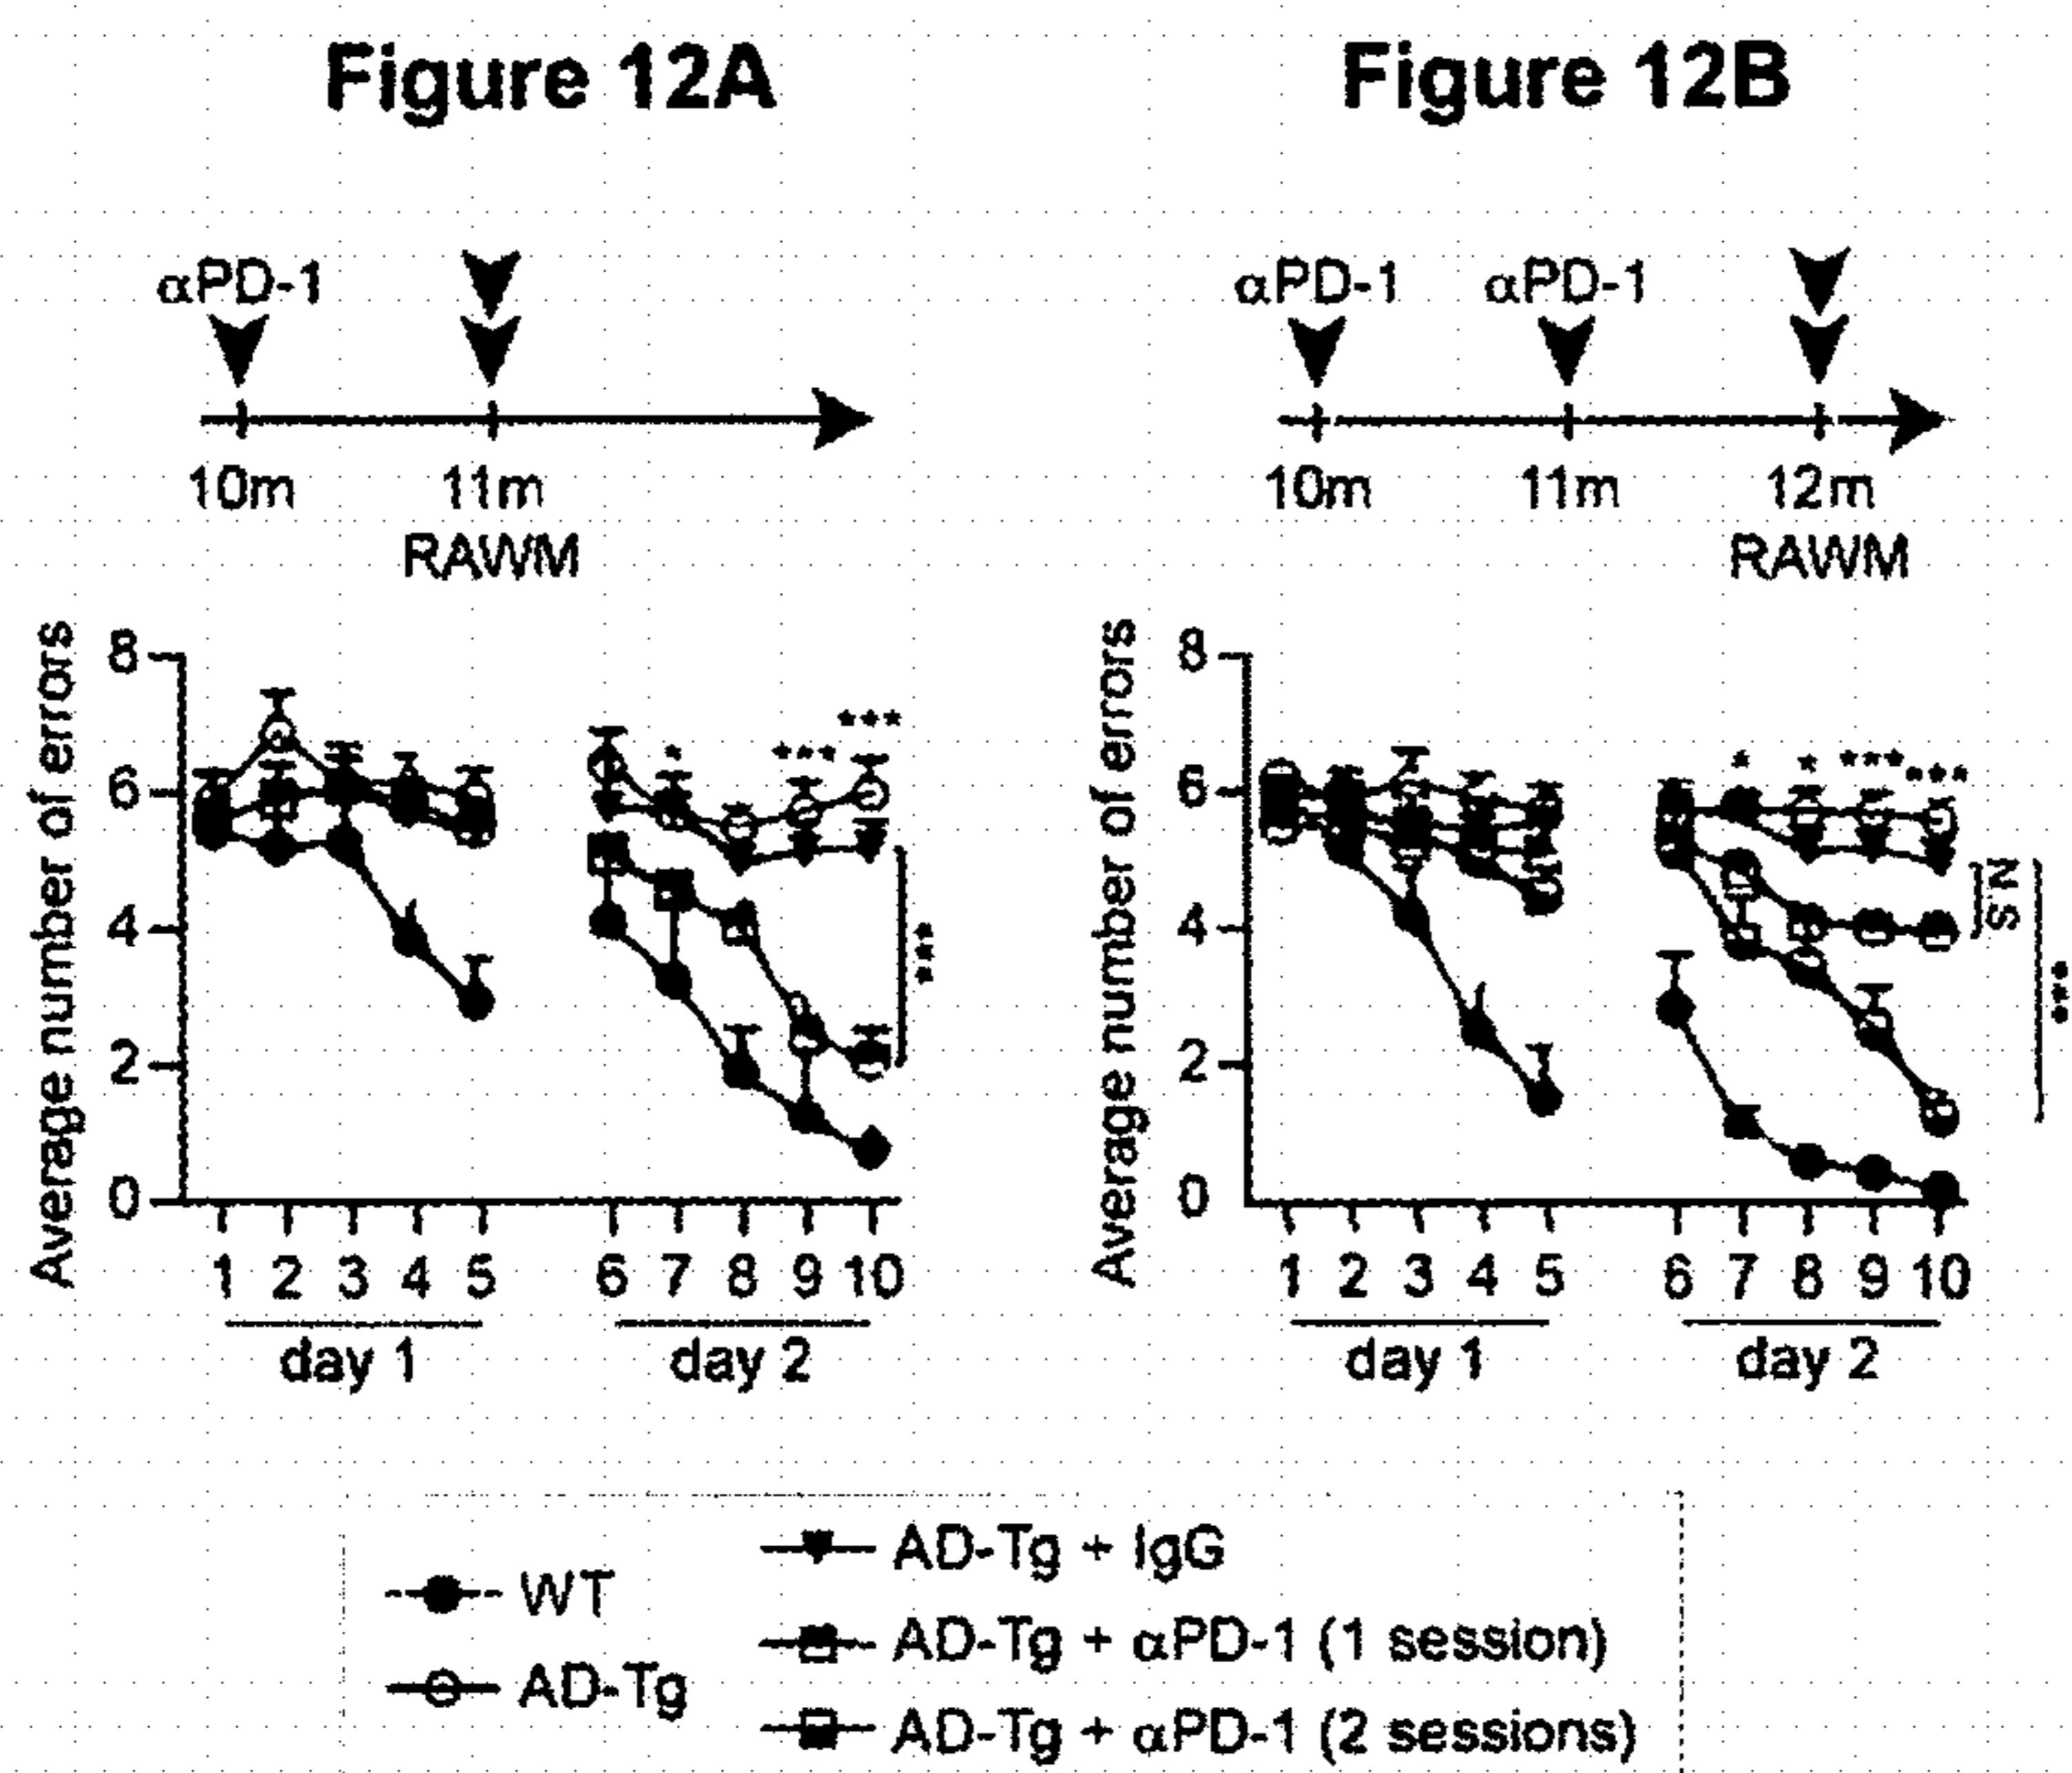 Figure 12A
Figure 12B
αPD-1
10m
11m
RAWM
αPD-1
αPD-1
10m
11m
12m
RAWM
Average number of errors
8
6
4
2
0
*
***
***
***
1 2 3 4 5
6 7 8 9 10
day 1
day 2
Average number of errors
8
6
4
2
0
*
*
***
***
N.S
***
1 2 3 4 5
6 7 8 9 10
day 1
day 2
WT
AD-Tg
AD-Tg + IgG
AD-Tg + αPD-1 (1 session)
AD-Tg + αPD-1 (2 sessions)